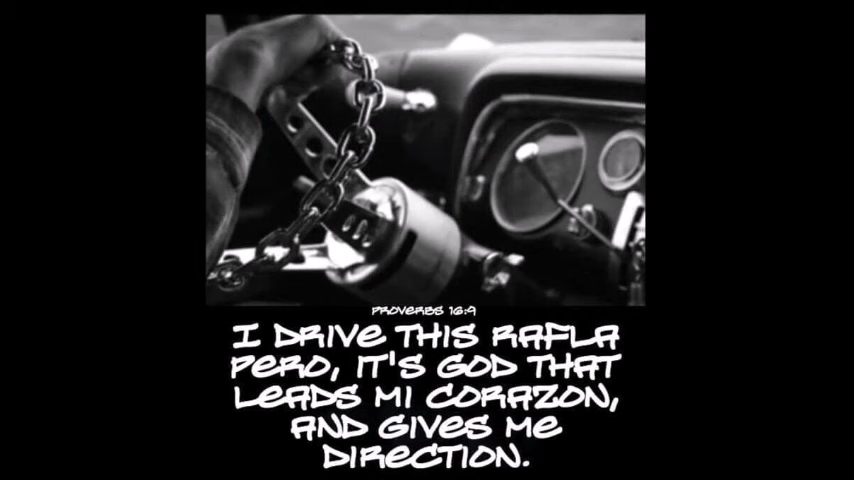 PROVERBS 16:9
I DRIVE THIS RAFLA
PERO, IT'S GOD THAT
LEADS MI CORAZON,
AND GIVES ME
DIRECTION.